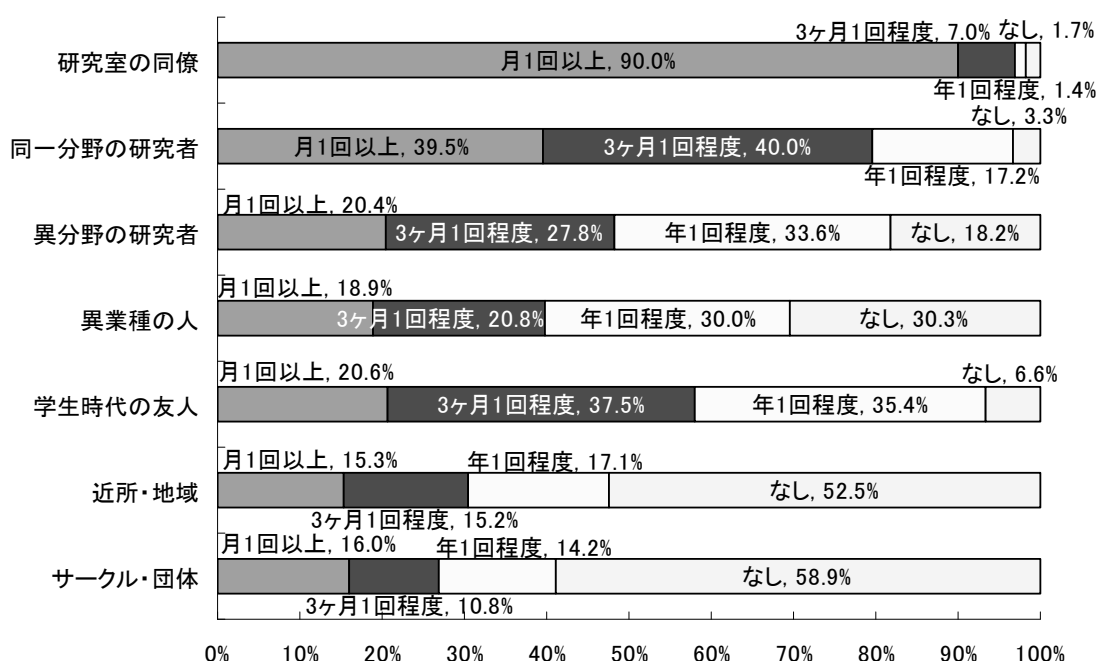 3ヶ月1回程度, 7.0% なし, 1.7%
研究室の同僚 月1回以上, 90.0%
年1回程度, 1.4%
なし, 3.3%
同一分野の研究者 月1回以上, 39.5% 3ヶ月1回程度, 40.0%
年1回程度, 17.2%
月1回以上, 20.4%
異分野の研究者 3ヶ月1回程度, 27.8% 年1回程度, 33.6% なし, 18.2%
月1回以上, 18.9%
異業種の人 3ヶ月1回程度, 20.8% 年1回程度, 30.0% なし, 30.3%
月1回以上, 20.6% なし, 6.6%
学生時代の友人 3ヶ月1回程度, 37.5% 年1回程度, 35.4%
月1回以上, 15.3% 年1回程度, 17.1%
近所・地域 なし, 52.5%
3ヶ月1回程度, 15.2%
月1回以上, 16.0% 年1回程度, 14.2%
サークル・団体 なし, 58.9%
3ヶ月1回程度, 10.8%
0% 10% 20% 30% 40% 50% 60% 70% 80% 90% 100%